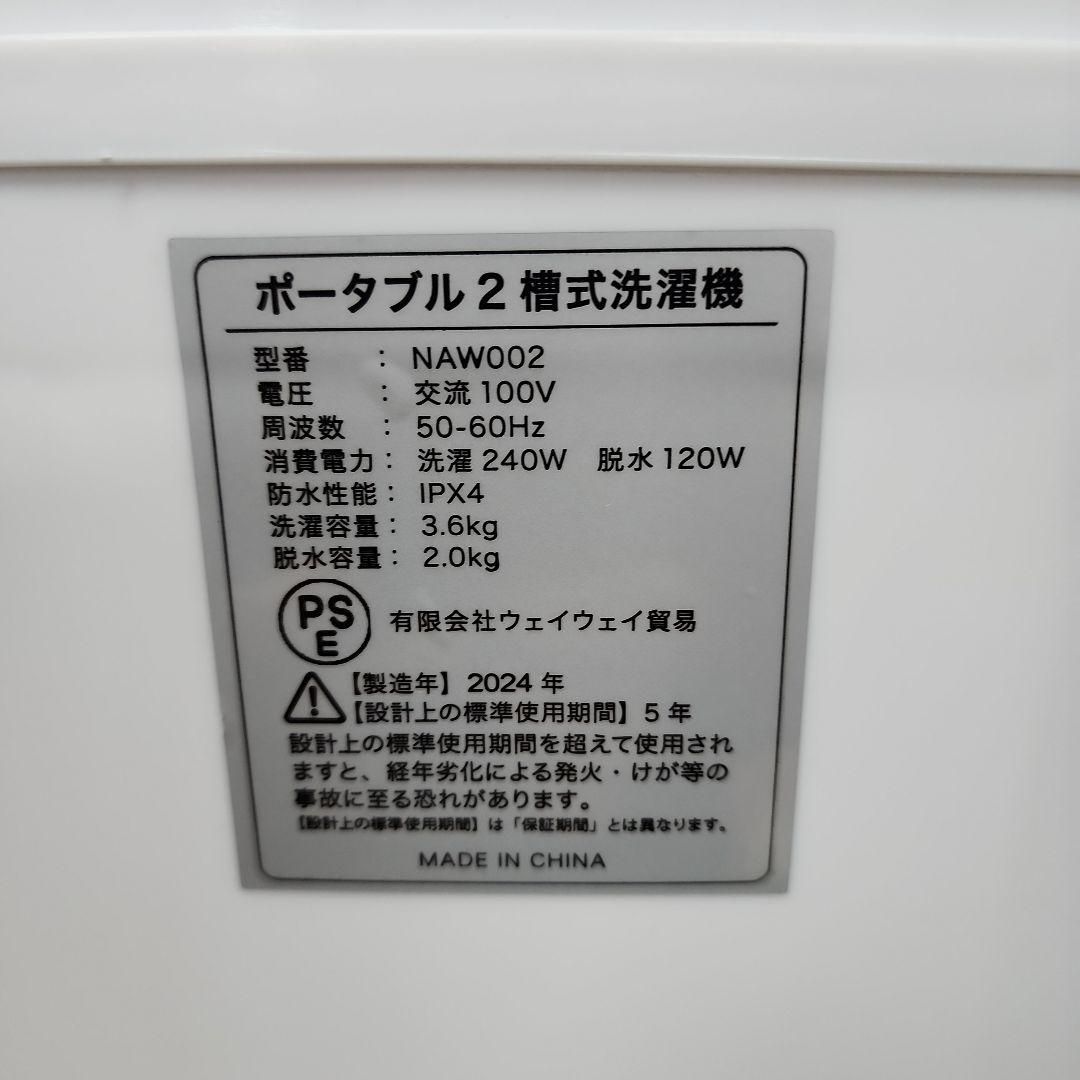 ポータブル2槽式洗濯機
型番 : NAW002
電圧 : 交流100V
周波数 : 50-60Hz
消費電力: 洗濯240W 脱水120W
防水性能: IPX4
洗濯容量: 3.6kg
脱水容量: 2.0kg
PS
E
有限会社ウェイウェイ貿易
【製造年】2024年
【設計上の標準使用期間】5年
設計上の標準使用期間を超えて使用され
ますと、経年劣化による発火・けが等の
事故に至る恐れがあります。
【設計上の標準使用期間】は「保証期間」とは異なります。
MADE IN CHINA